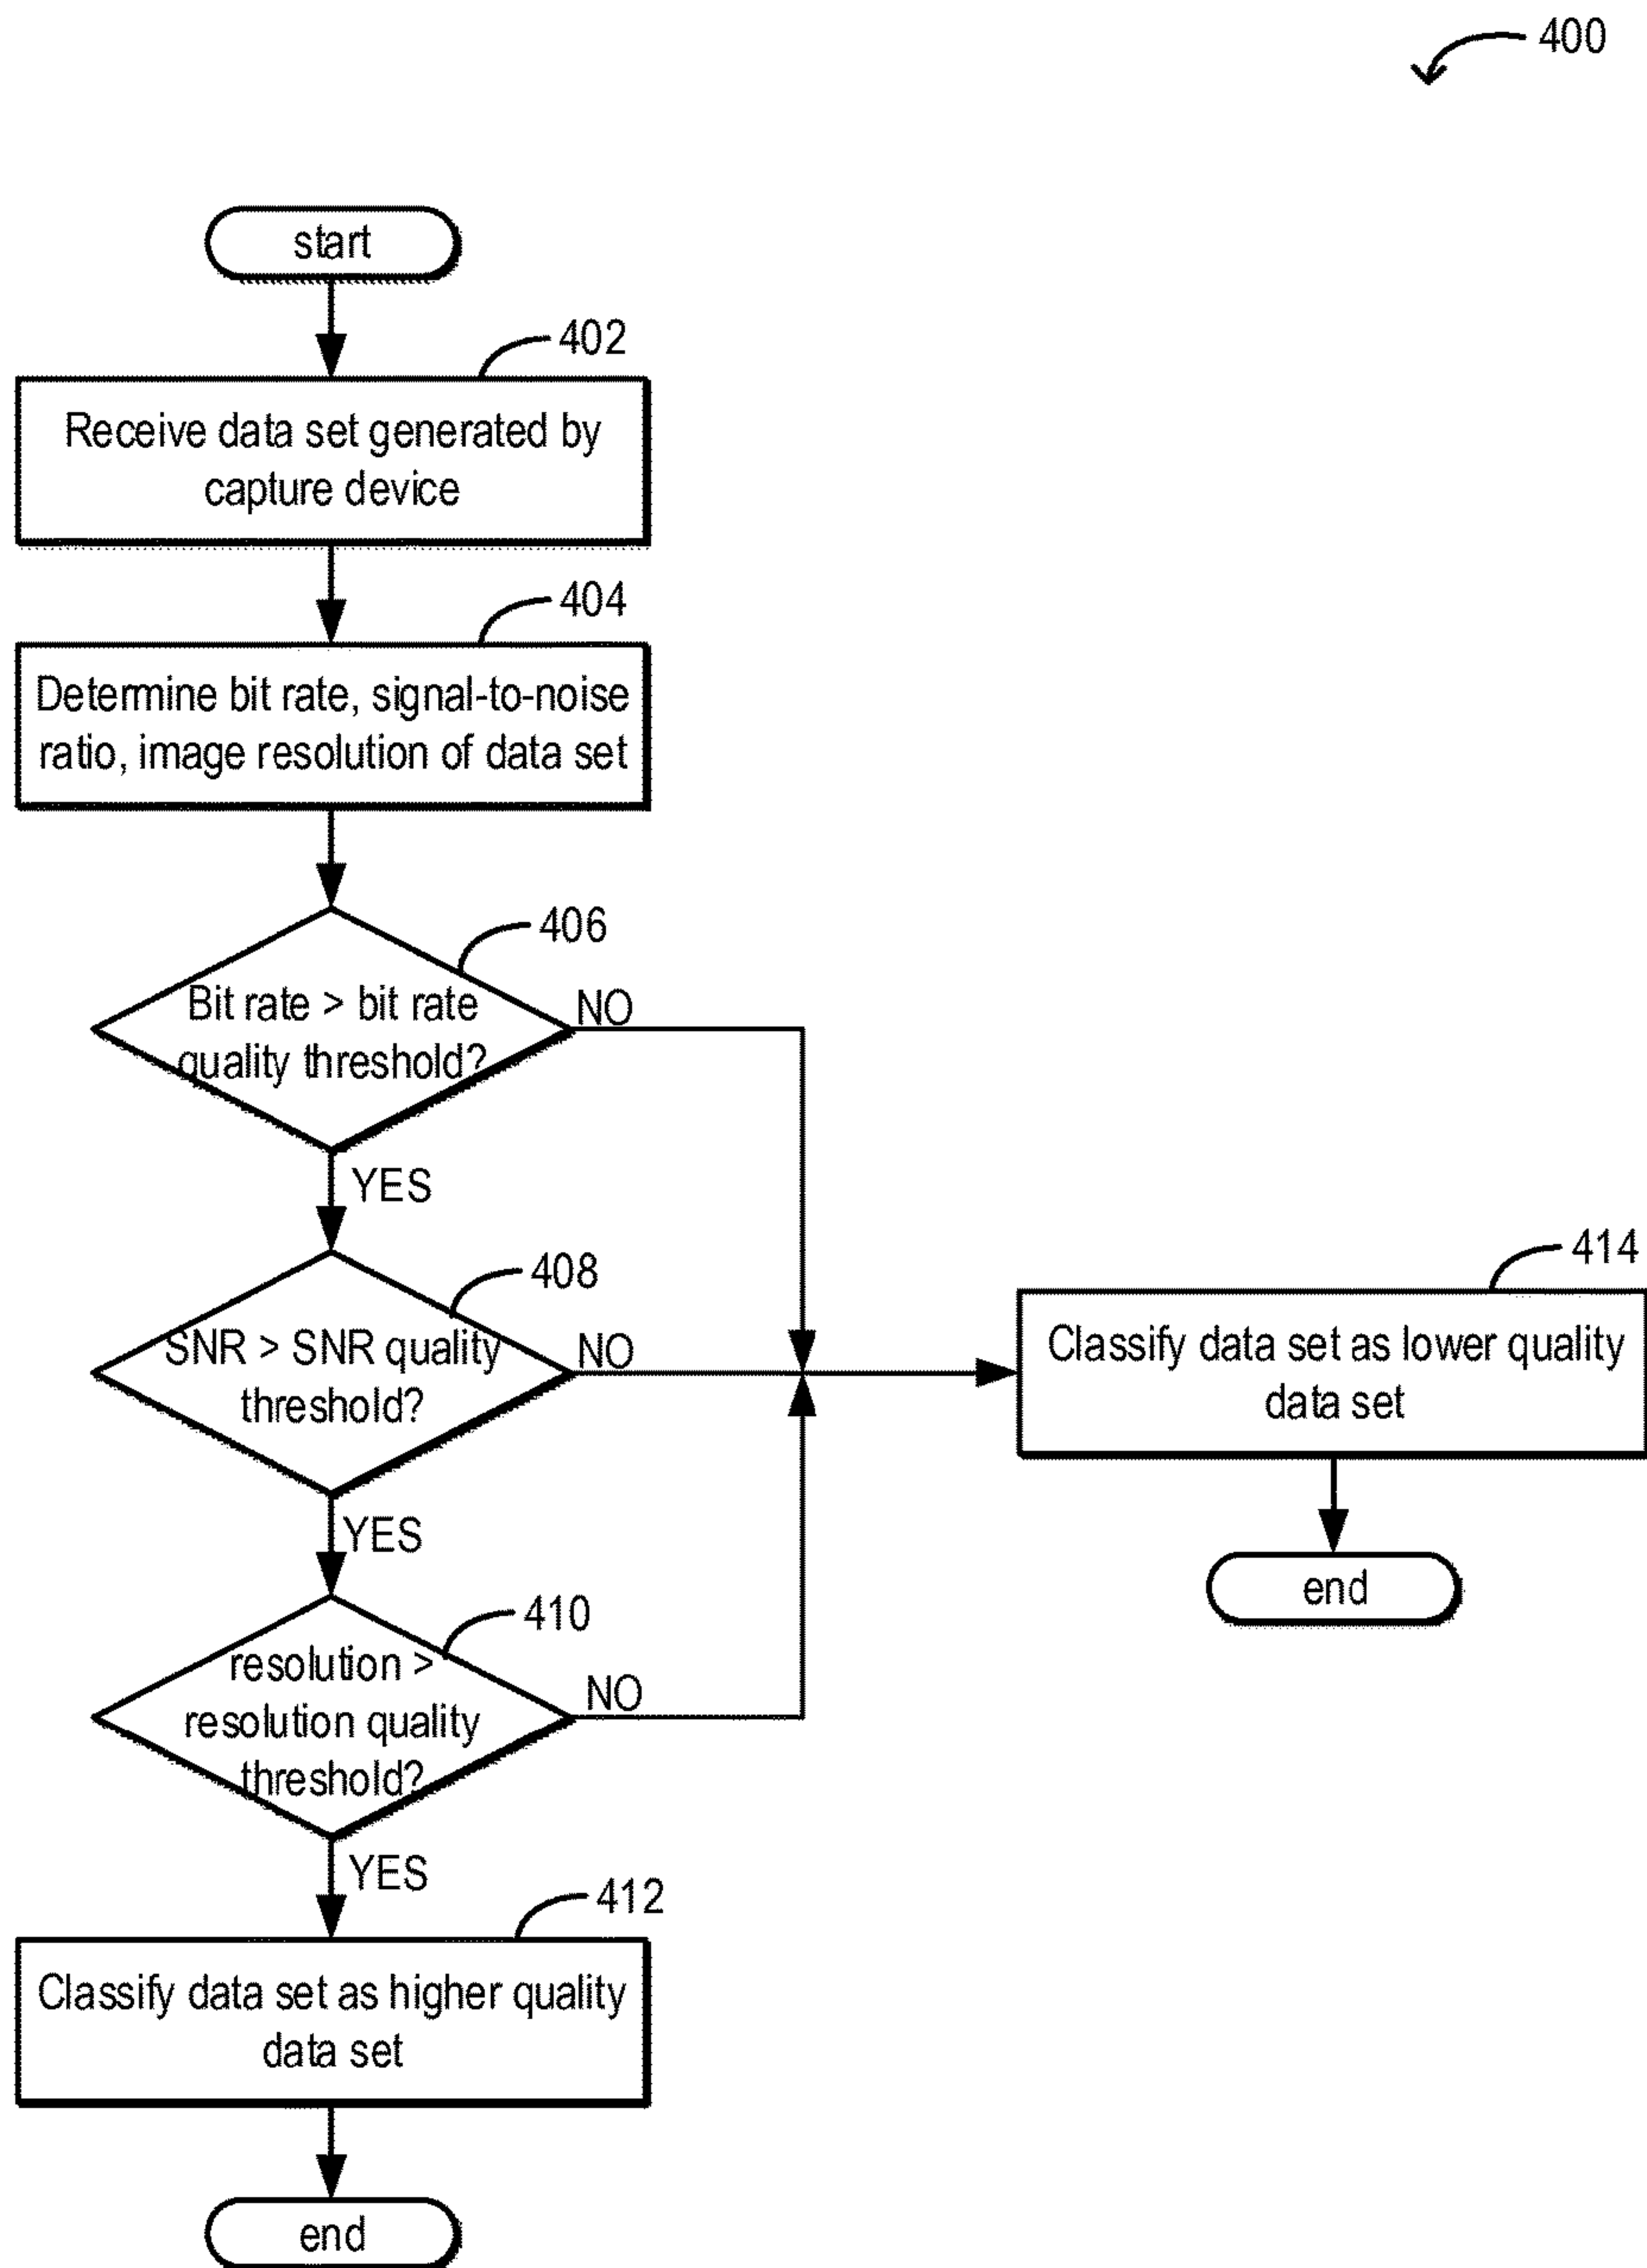 400
start
402
Receive data set generated by
capture device
404
Determine bit rate, signal-to-noise
ratio, image resolution of data set
406
Bit rate > bit rate
quality threshold?
NO
YES
408
SNR > SNR quality
threshold?
NO
YES
410
resolution >
resolution quality
threshold?
NO
YES
412
Classify data set as higher quality
data set
end
414
Classify data set as lower quality
data set
end